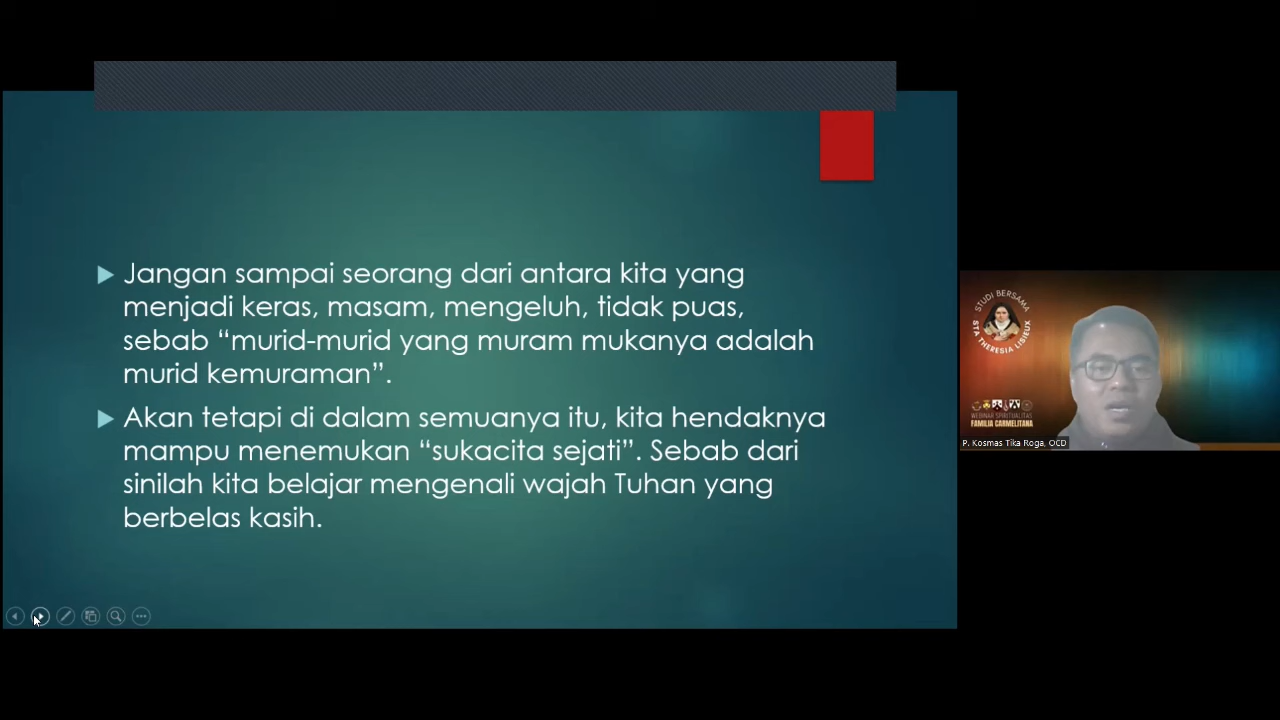 Jangan sampai seorang dari antara kita yang
menjadi keras, masam, mengeluh, tidak puas,
sebab “murid-murid yang muram mukanya adalah
murid kemuraman”.
Akan tetapi di dalam semuanya itu, kita hendaknya
mampu menemukan “sukacita sejati”. Sebab dari
sinilah kita belajar mengenali wajah Tuhan yang
berbelas kasih.
STUDI BERSAMA
STA THERESIA LISIEUX
WEBINAR SPIRITUALITAS
FAMILIA CARMELITANA
P. Kosmas Tika Roga, OCD